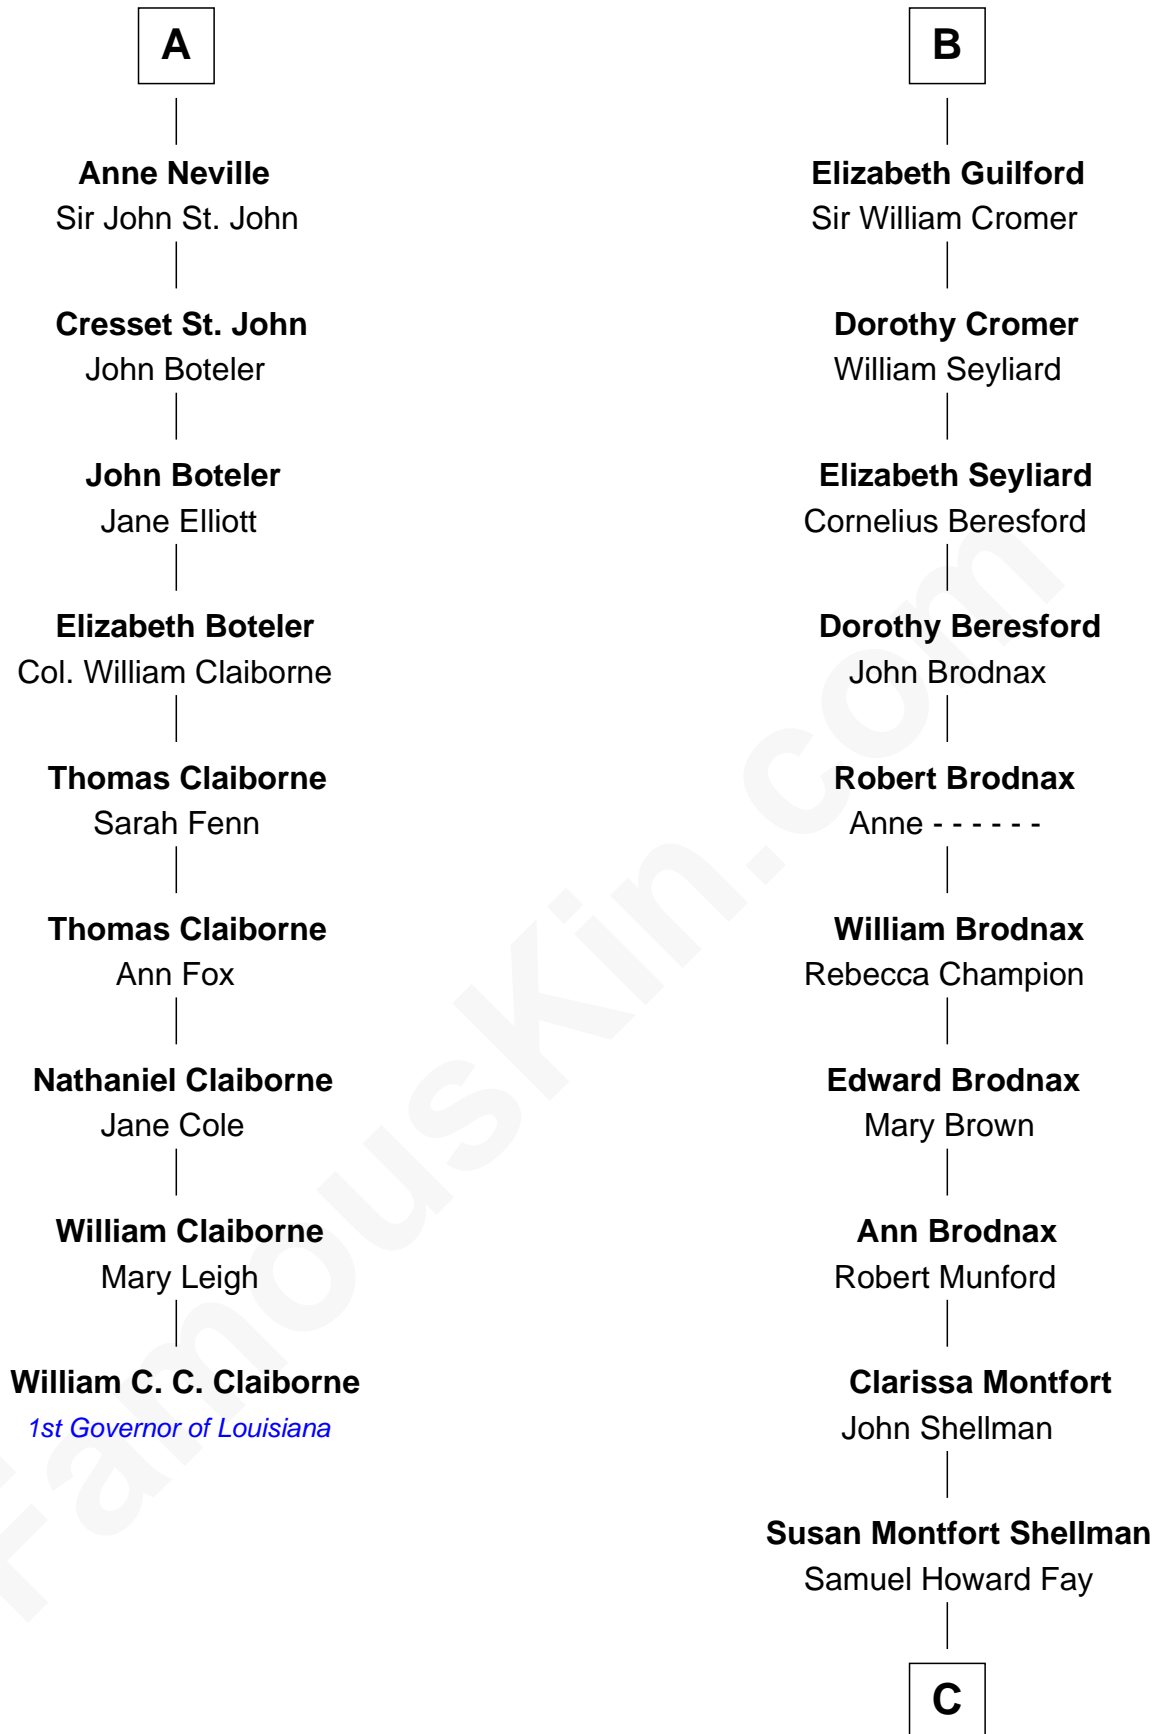 A
Anne Neville
Sir John St. John
Cresset St. John
John Boteler
John Boteler
Jane Elliott
Elizabeth Boteler
Col. William Claiborne
Thomas Claiborne
Sarah Fenn
Thomas Claiborne
Ann Fox
Nathaniel Claiborne
Jane Cole
William Claiborne
Mary Leigh
William C. C. Claiborne
1st Governor of Louisiana
B
Elizabeth Guilford
Sir William Cromer
Dorothy Cromer
William Seyliard
Elizabeth Seyliard
Cornelius Beresford
Dorothy Beresford
John Brodnax
Robert Brodnax
Anne - - - - - -
William Brodnax
Rebecca Champion
Edward Brodnax
Mary Brown
Ann Brodnax
Robert Munford
Clarissa Montfort
John Shellman
Susan Montfort Shellman
Samuel Howard Fay
C
FamousKin.com